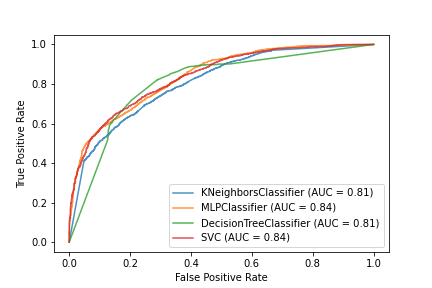 1.0
0.8
0.6
0.4
0.2
0.0
True Positive Rate
KNeighborsClassifier (AUC = 0.81)
MLPClassifier (AUC = 0.84)
DecisionTreeClassifier (AUC = 0.81)
SVC (AUC = 0.84)
0.0 0.2 0.4 0.6 0.8 1.0
False Positive Rate